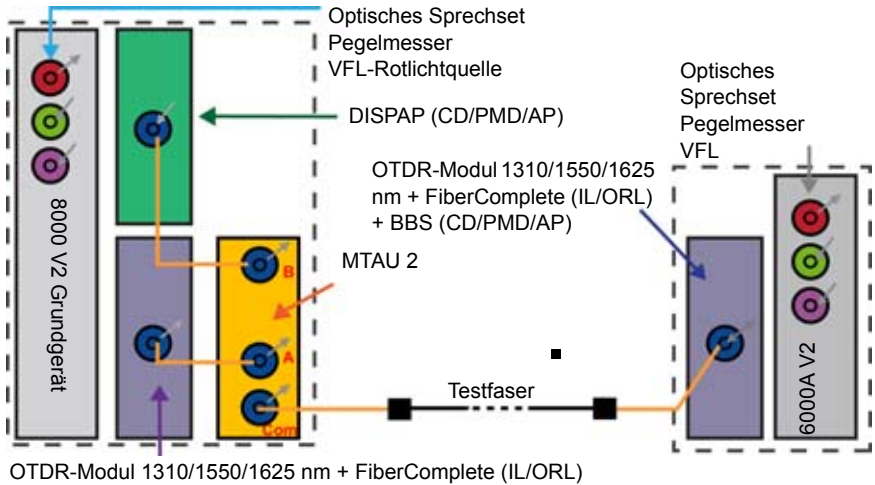 Optisches Sprechset
Pegelmesser
VFL-Rotlichtquelle
DISPAP (CD/PMD/AP)
OTDR-Modul 1310/1550/1625
nm + FiberComplete (IL/ORL)
+ BBS (CD/PMD/AP)
Optisches
Sprechset
Pegelmesser
VFL
8000 V2 Grundgerät
MTAU 2
B
A
Com
Testfaser
6000A V2
OTDR-Modul 1310/1550/1625 nm + FiberComplete (IL/ORL)